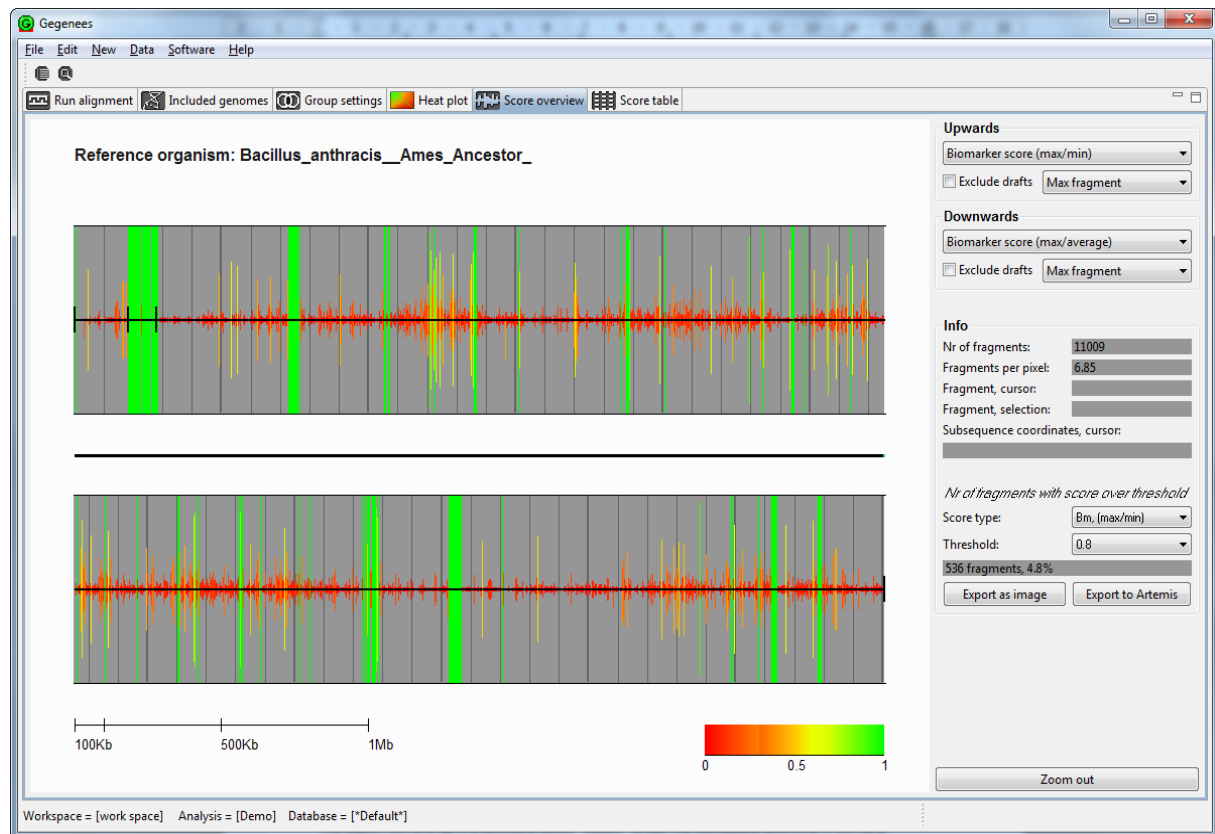 Gegenees
File Edit New Data Software Help
Run alignment Included genomes Group settings Heat plot Score overview Score table
Reference organism: Bacillus_anthracis__Ames_Ancestor_
100Kb 500Kb 1Mb
0 0.5 1
Upwards
Biomarker score (max/min)
Exclude drafts Max fragment
Downwards
Biomarker score (max/average)
Exclude drafts Max fragment
Info
Nr of fragments: 11009
Fragments per pixel: 6.85
Fragment, cursor:
Fragment, selection:
Subsequence coordinates, cursor:
Nr of fragments with score over threshold
Score type: Bm, (max/min)
Threshold: 0.8
536 fragments, 4.8%
Export as image Export to Artemis
Zoom out
Workspace = [work space] Analysis = [Demo] Database = [*Default*]